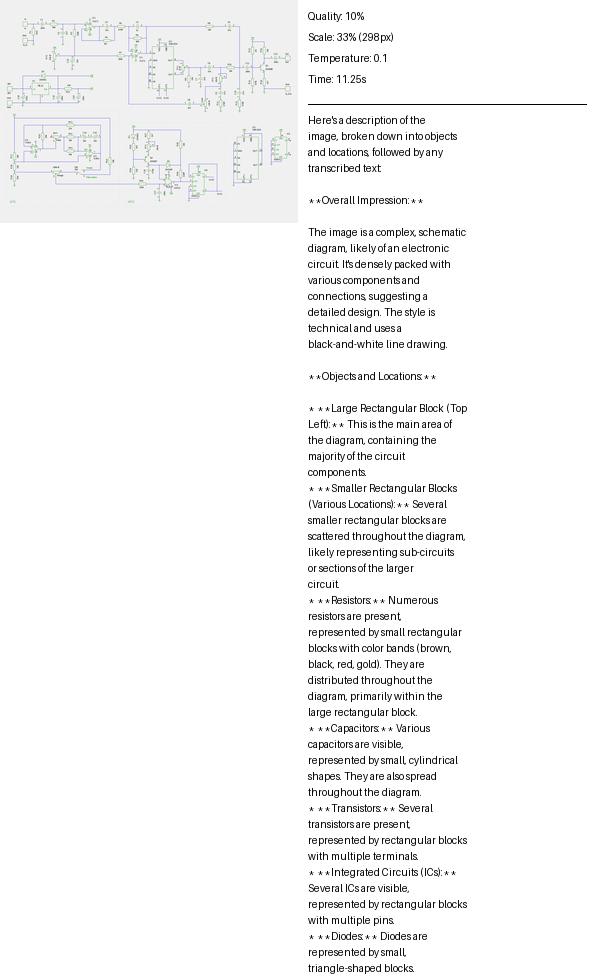 Quality: 10%
Scale: 33% (298px)
Temperature: 0.1
Time: 11.25s
Here's a description of the
image, broken down into objects
and locations, followed by any
transcribed text:
**Overall Impression:**
The image is a complex, schematic
diagram, likely of an electronic
circuit. It's densely packed with
various components and
connections, suggesting a
detailed design. The style is
technical and uses a
black-and-white line drawing.
**Objects and Locations:**
* **Large Rectangular Block (Top
Left):** This is the main area of
the diagram, containing the
majority of the circuit
components.
* **Smaller Rectangular Blocks
(Various Locations):** Several
smaller rectangular blocks are
scattered throughout the diagram,
likely representing sub-circuits
or sections of the larger
circuit.
* **Resistors:** Numerous
resistors are present,
represented by small rectangular
blocks with color bands (brown,
black, red, gold). They are
distributed throughout the
diagram, primarily within the
large rectangular block.
* **Capacitors:** Various
capacitors are visible,
represented by small, cylindrical
shapes. They are also spread
throughout the diagram.
* **Transistors:** Several
transistors are present,
represented by rectangular blocks
with multiple terminals.
* **Integrated Circuits (ICs):**
Several ICs are visible,
represented by rectangular blocks
with multiple pins.
* **Diodes:** Diodes are
represented by small,
triangle-shaped blocks.